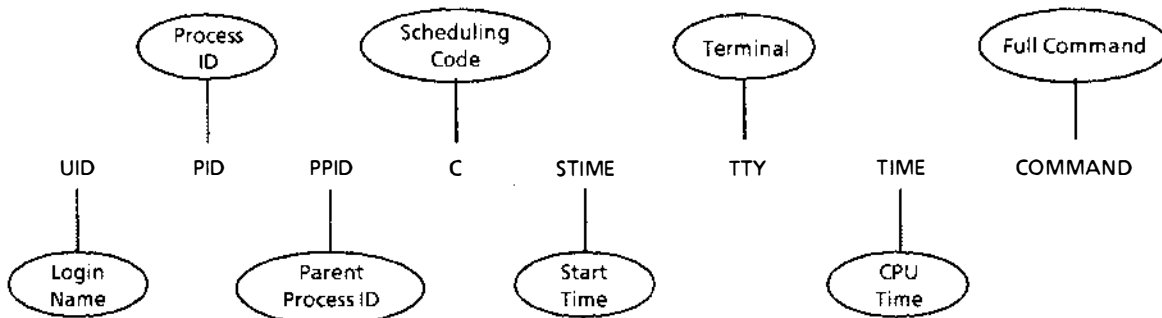 Process
ID
Scheduling
Code
Terminal
Full Command
UID PID PPID C STIME TTY TIME COMMAND
Login
Name
Parent
Process ID
Start
Time
CPU
Time